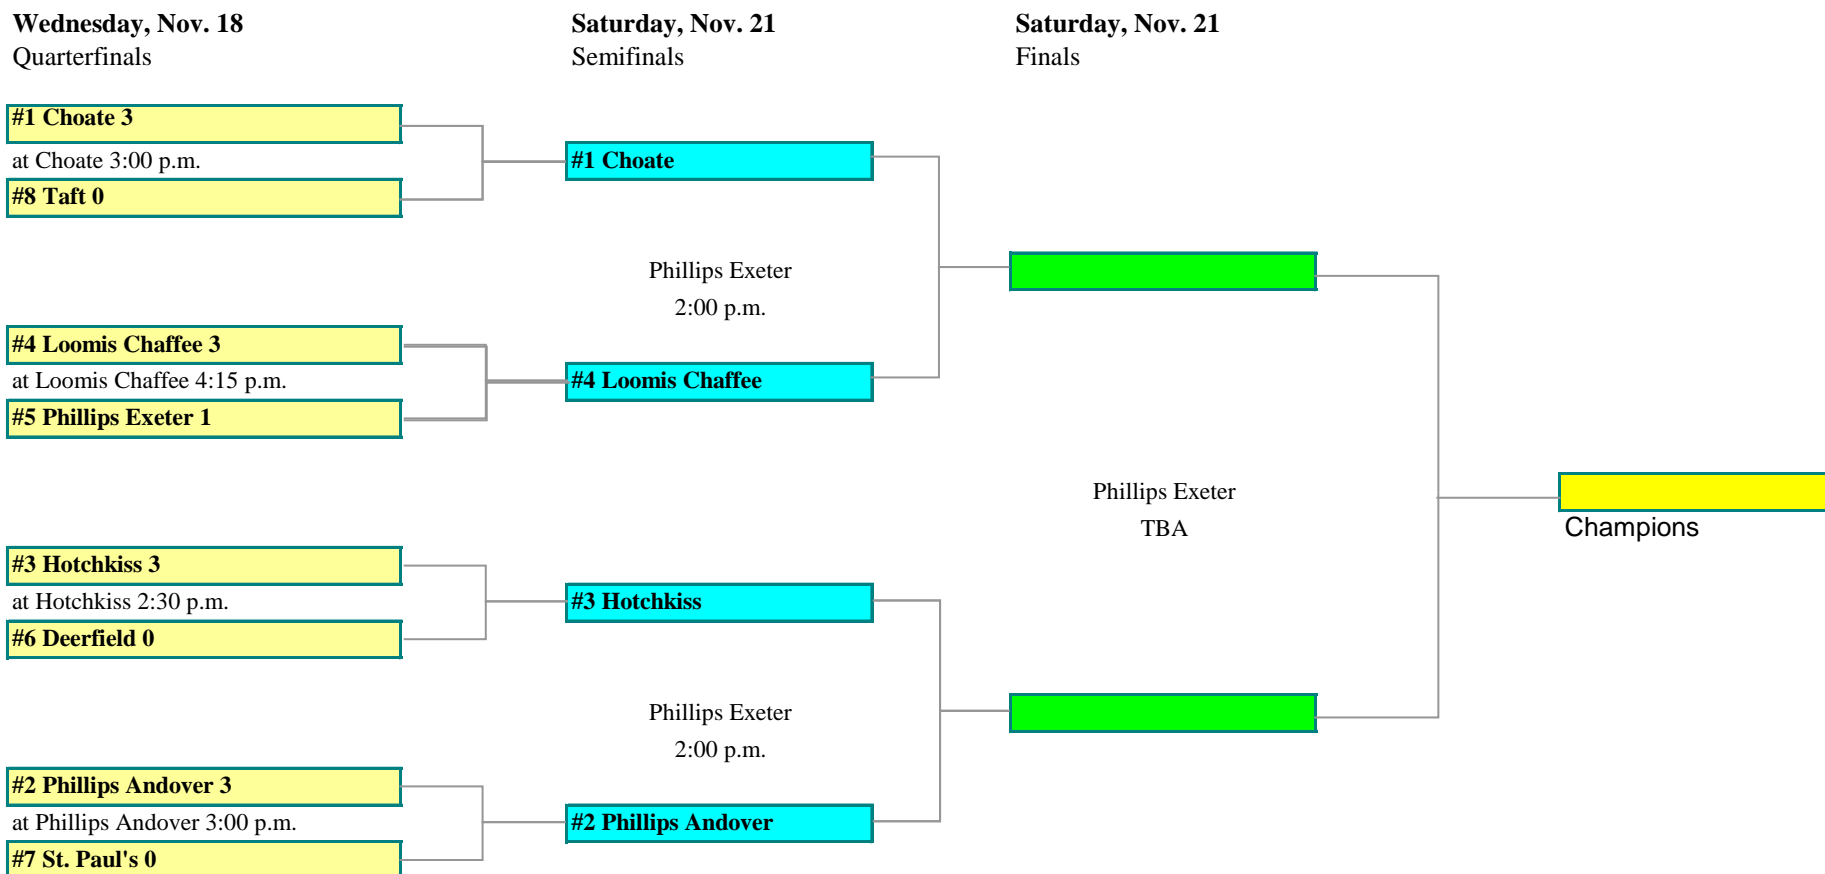 Wednesday, Nov. 18
Quarterfinals
Saturday, Nov. 21
Semifinals
Saturday, Nov. 21
Finals
#1 Choate 3
at Choate 3:00 p.m.
#8 Taft 0
#1 Choate
Phillips Exeter
2:00 p.m.
#4 Loomis Chaffee 3
at Loomis Chaffee 4:15 p.m.
#5 Phillips Exeter 1
#4 Loomis Chaffee
Phillips Exeter
TBA
Champions
#3 Hotchkiss 3
at Hotchkiss 2:30 p.m.
#6 Deerfield 0
#3 Hotchkiss
Phillips Exeter
2:00 p.m.
#2 Phillips Andover 3
at Phillips Andover 3:00 p.m.
#7 St. Paul's 0
#2 Phillips Andover